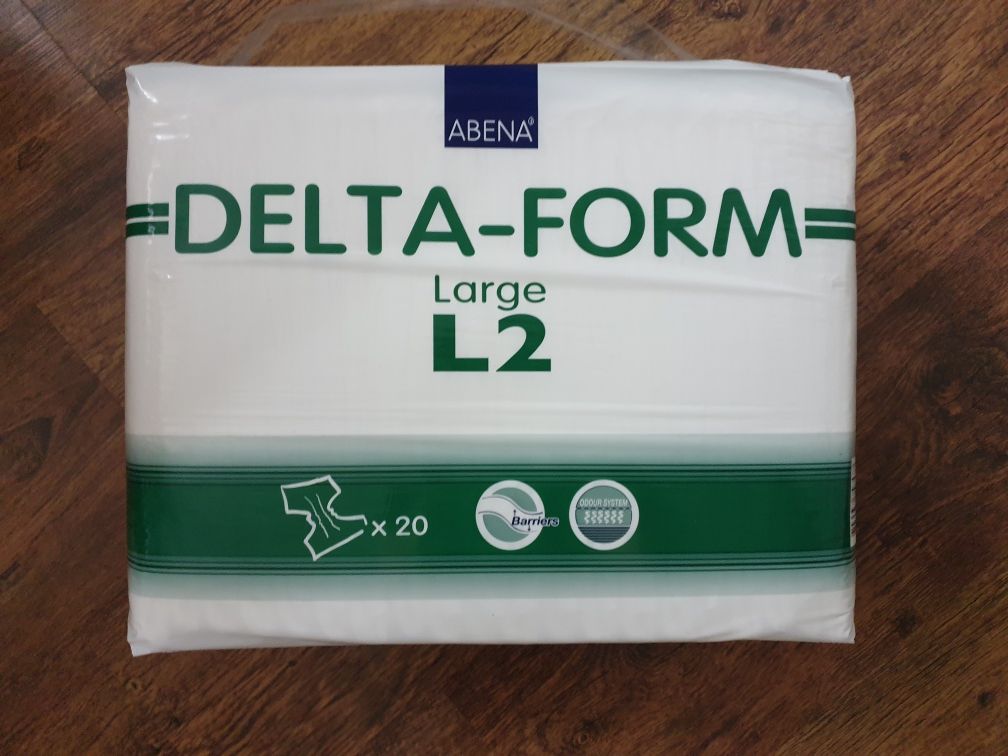 ABENA®
DELTA-FORM
Large
L2
x 20
Barriers
ODOUR SYSTEM